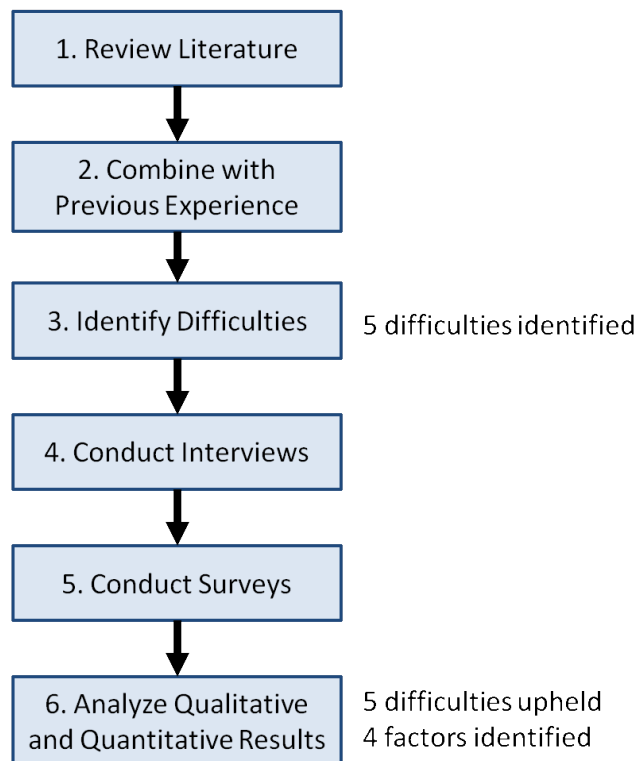 1. Review Literature
2. Combine with
Previous Experience
3. Identify Difficulties
5 difficulties identified
4. Conduct Interviews
5. Conduct Surveys
6. Analyze Qualitative
and Quantitative Results
5 difficulties upheld
4 factors identified